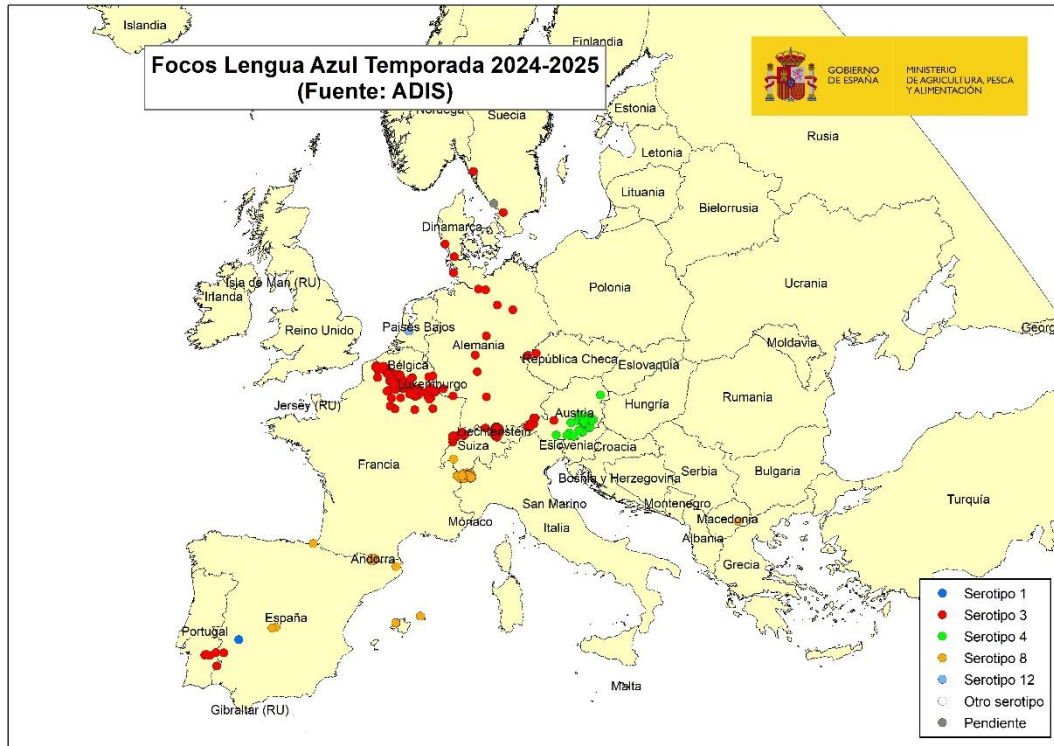 Islandia
Finlandia
Focos Lengua Azul Temporada 2024-2025
(Fuente: ADIS)
GOBIERNO
DE ESPAÑA
MINISTERIO
DE AGRICULTURA, PESCA
Y ALIMENTACIÓN
Noruega
Suecia
Estonia
Rusia
Letonia
Lituania
Bielorrusia
Dinamarca
Isla de Man (RU)
Irlanda
Polonia
Ucrania
Reino Unido
Países Bajos
Georg
Alemania
Moldavia
Bélgica
República Checa
Eslovaquia
Luxemburgo
Jersey (RU)
Austria
Hungría
Rumania
Liechtenstein
Suiza
Eslovenia
Croacia
Francia
Bosnia y Herzegovina
Serbia
Bulgaria
San Marino
Montenegro
Turquía
Mónaco
Italia
Macedonia
Albania
Andorra
Grecia
España
Portugal
Malta
Gibraltar (RU)
Serotipo 1
Serotipo 3
Serotipo 4
Serotipo 8
Serotipo 12
Otro serotipo
Pendiente